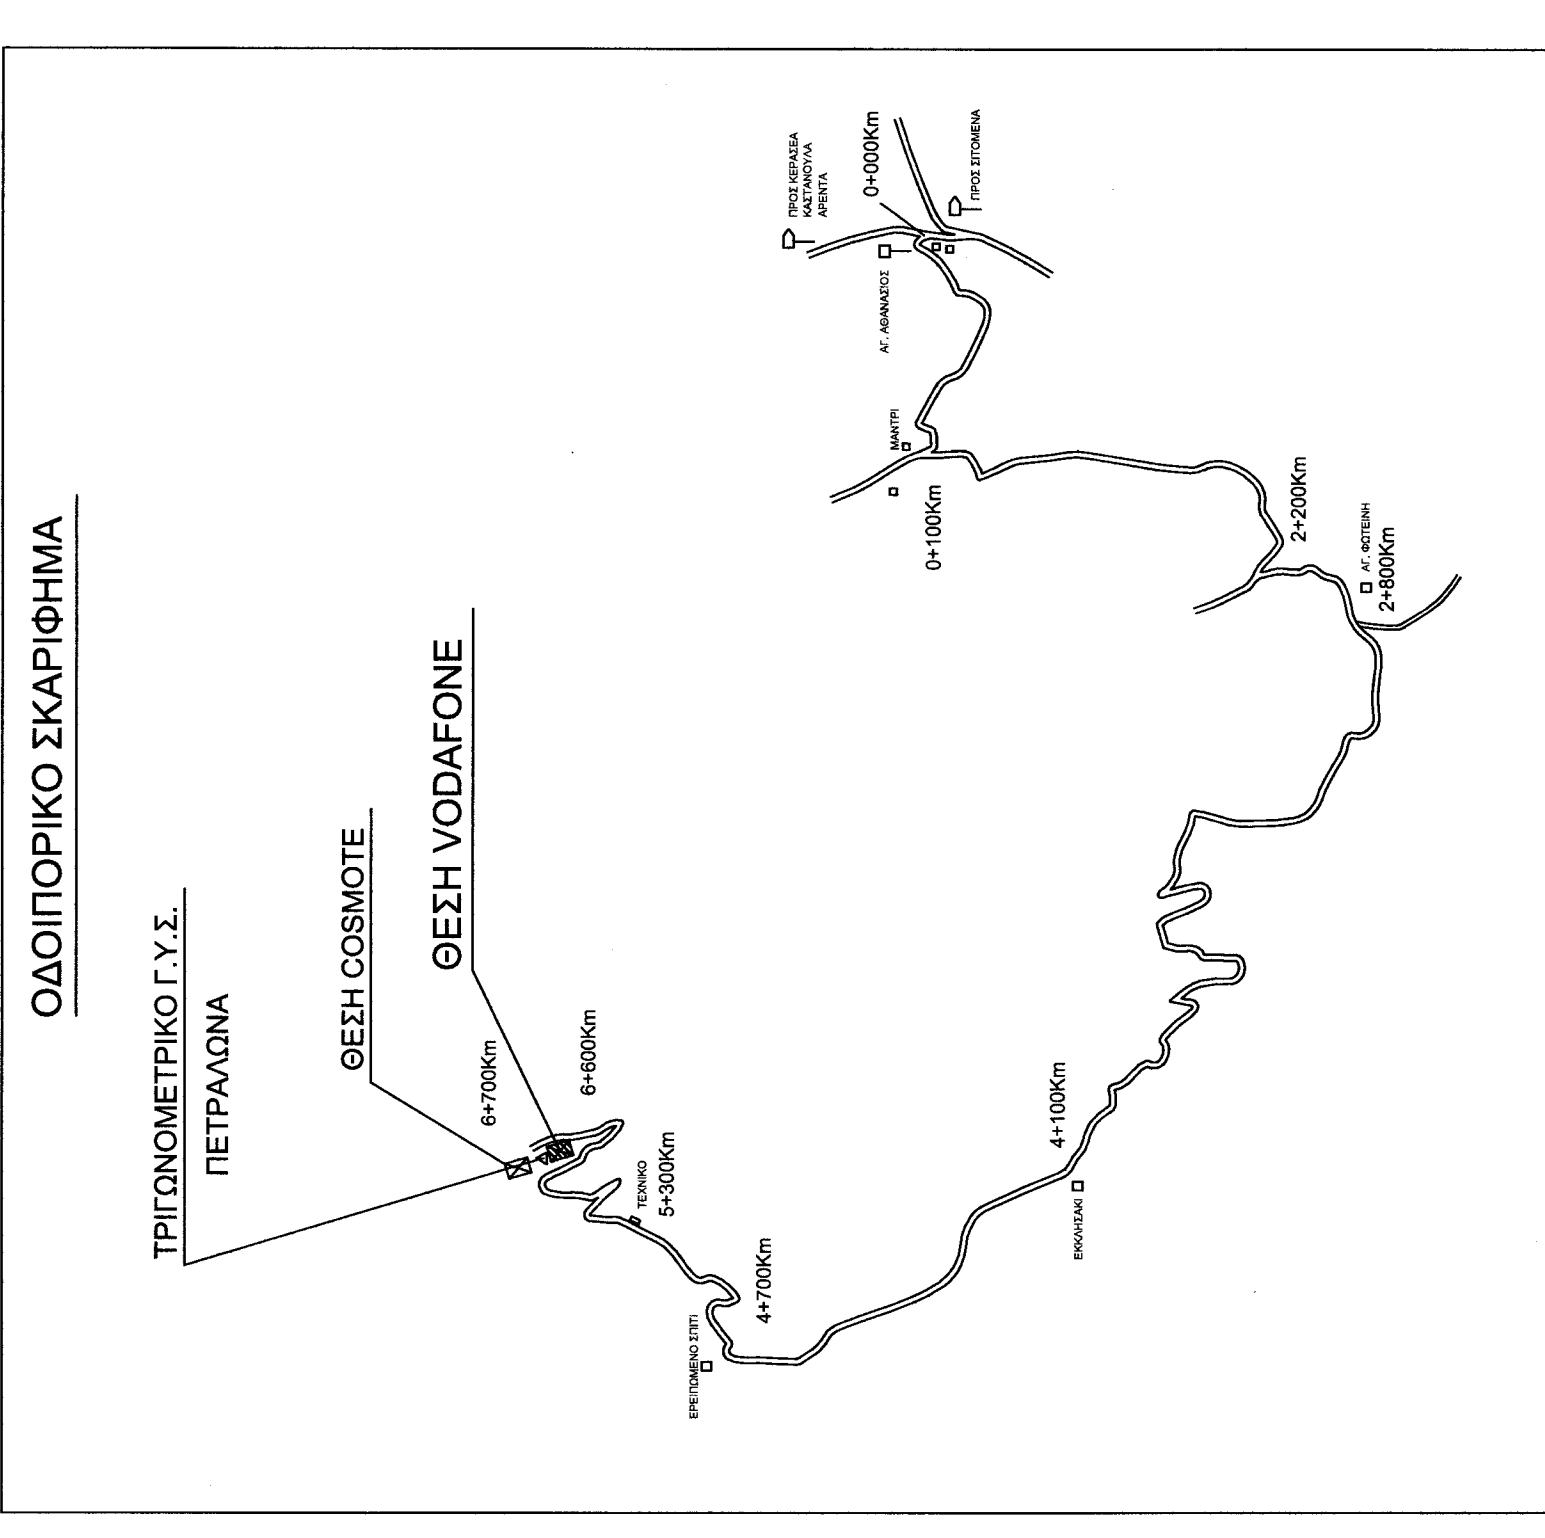 ΟΔΟΙΠΟΡΙΚΟ ΣΚΑΡΙΦΗΜΑ
ΤΡΙΓΩΝΟΜΕΤΡΙΚΟ Γ.Υ.Σ.
ΠΕΤΡΑΛΩΝΑ
ΘΕΣΗ COSMOTE
ΘΕΣΗ VODAFONE
6+700Km
6+600Km
ΤΕΧΝΙΚΟ
5+300Km
ΕΡΕΙΠΩΜΕΝΟ ΣΠΙΤΙ
4+700Km
ΠΡΟΣ ΚΕΡΑΣΕΑ
ΚΑΣΤΑΝΟΥΛΑ
ΑΡΕΝΤΑ
0+000Km
ΠΡΟΣ ΣΙΤΟΜΕΝΑ
ΑΓ. ΑΘΑΝΑΣΙΟΣ
ΜΑΝΤΡΙ
0+100Km
4+100Km
ΕΚΚΛΗΣΑΚΙ
2+200Km
ΑΓ. ΦΩΤΕΙΝΗ
2+800Km